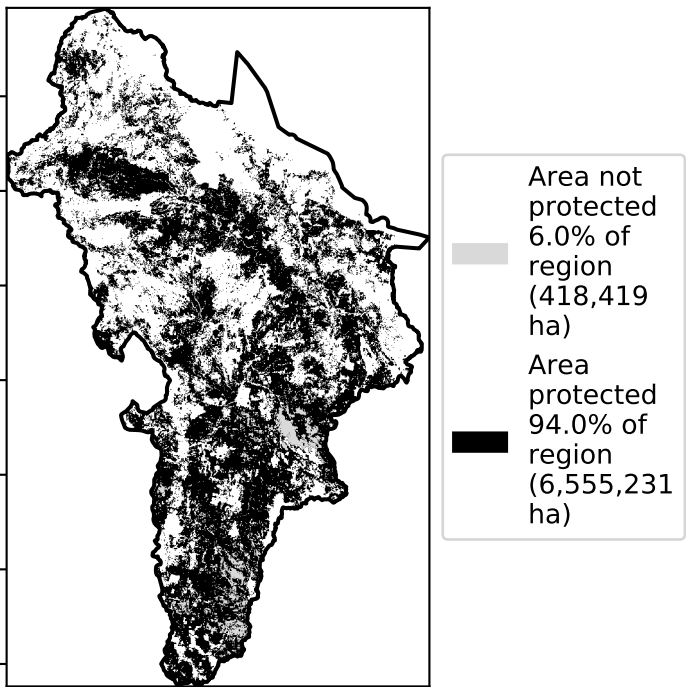 Area not
protected
6.0% of
region
(418,419
ha)
Area
protected
94.0% of
region
(6,555,231
ha)